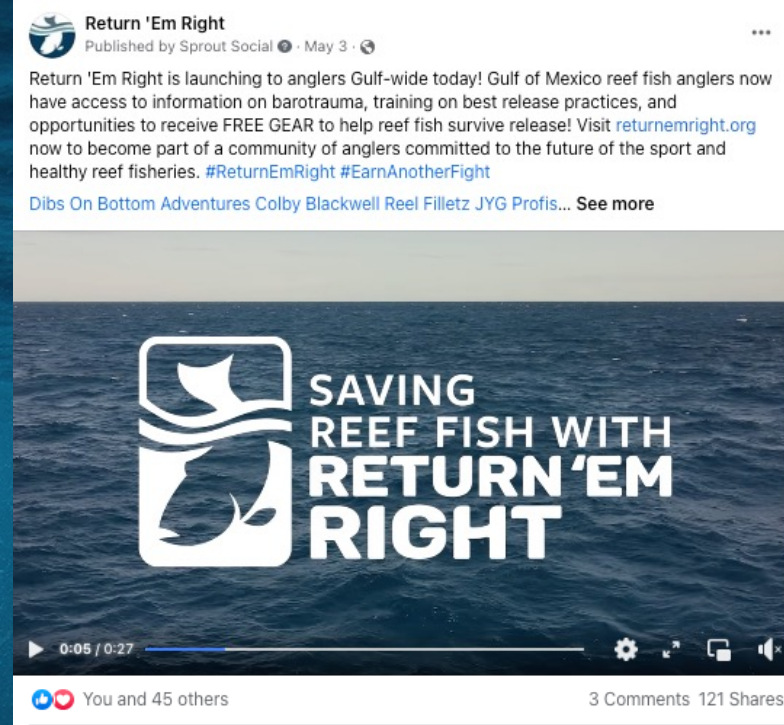 Return 'Em Right
Published by Sprout Social · May 3 ·
Return 'Em Right is launching to anglers Gulf-wide today! Gulf of Mexico reef fish anglers now
have access to information on barotrauma, training on best release practices, and
opportunities to receive FREE GEAR to help reef fish survive release! Visit returnemright.org
now to become part of a community of anglers committed to the future of the sport and
healthy reef fisheries. #ReturnEmRight #EarnAnotherFight
Dibs On Bottom Adventures Colby Blackwell Reel Filletz JYG Profis... See more
SAVING
REEF FISH WITH
RETURN 'EM
RIGHT
0:05 / 0:27
You and 45 others
3 Comments 121 Shares